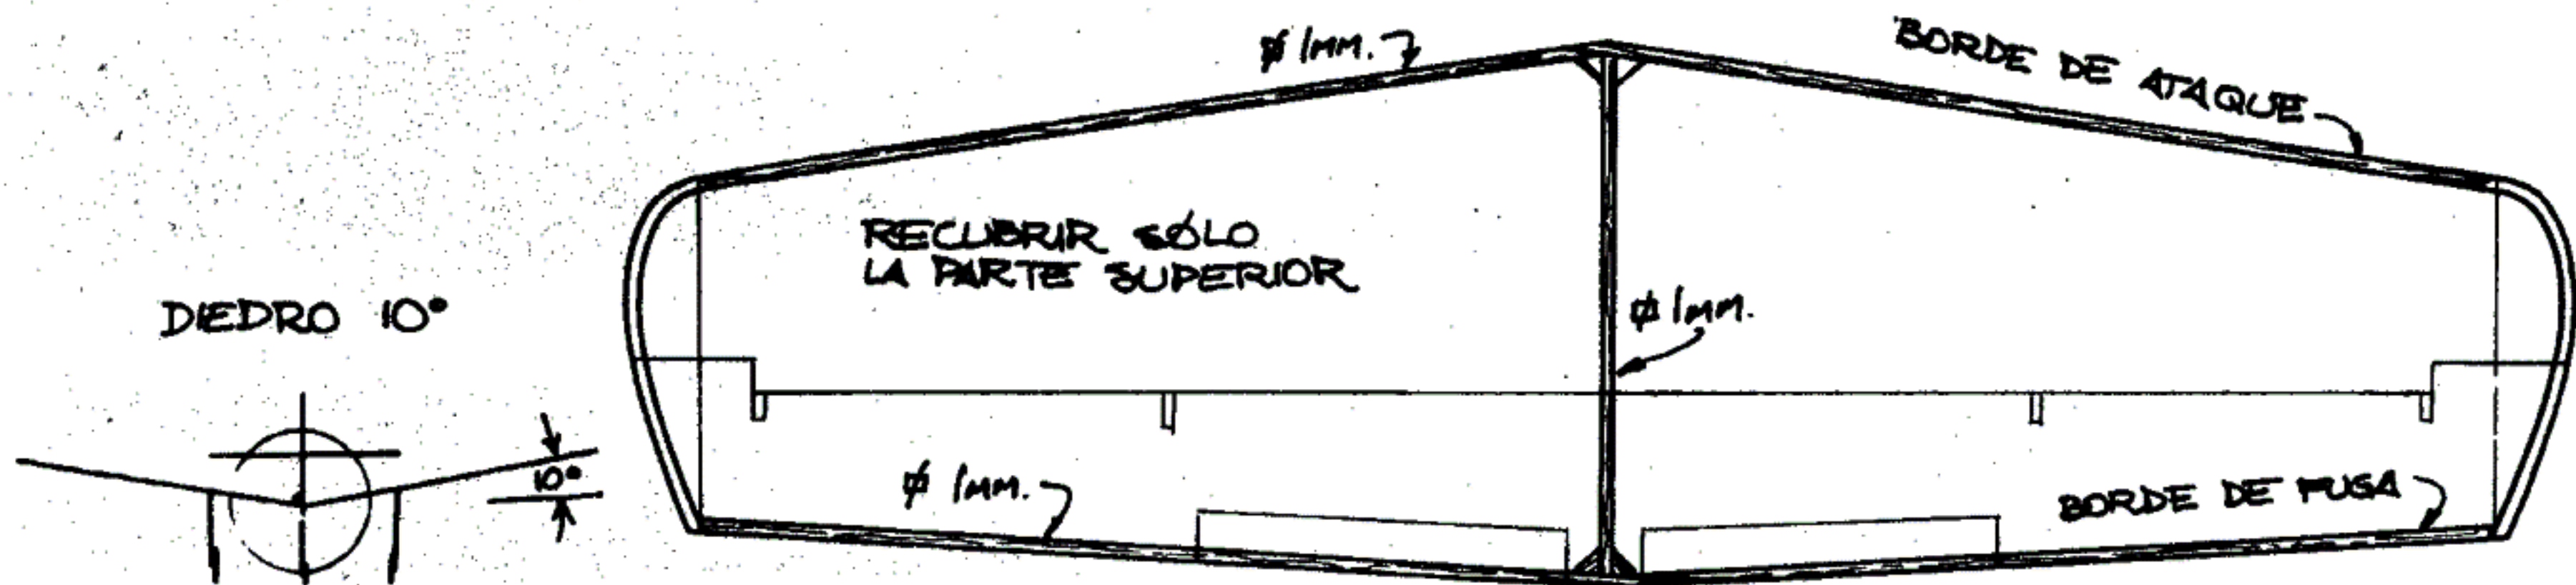 ø 1MM.
BORDE DE ATAQUE
RECUBRIR SÓLO
LA PARTE SUPERIOR
DIEDRO 10°
ø 1MM.
10°
ø 1MM.
BORDE DE FUGA